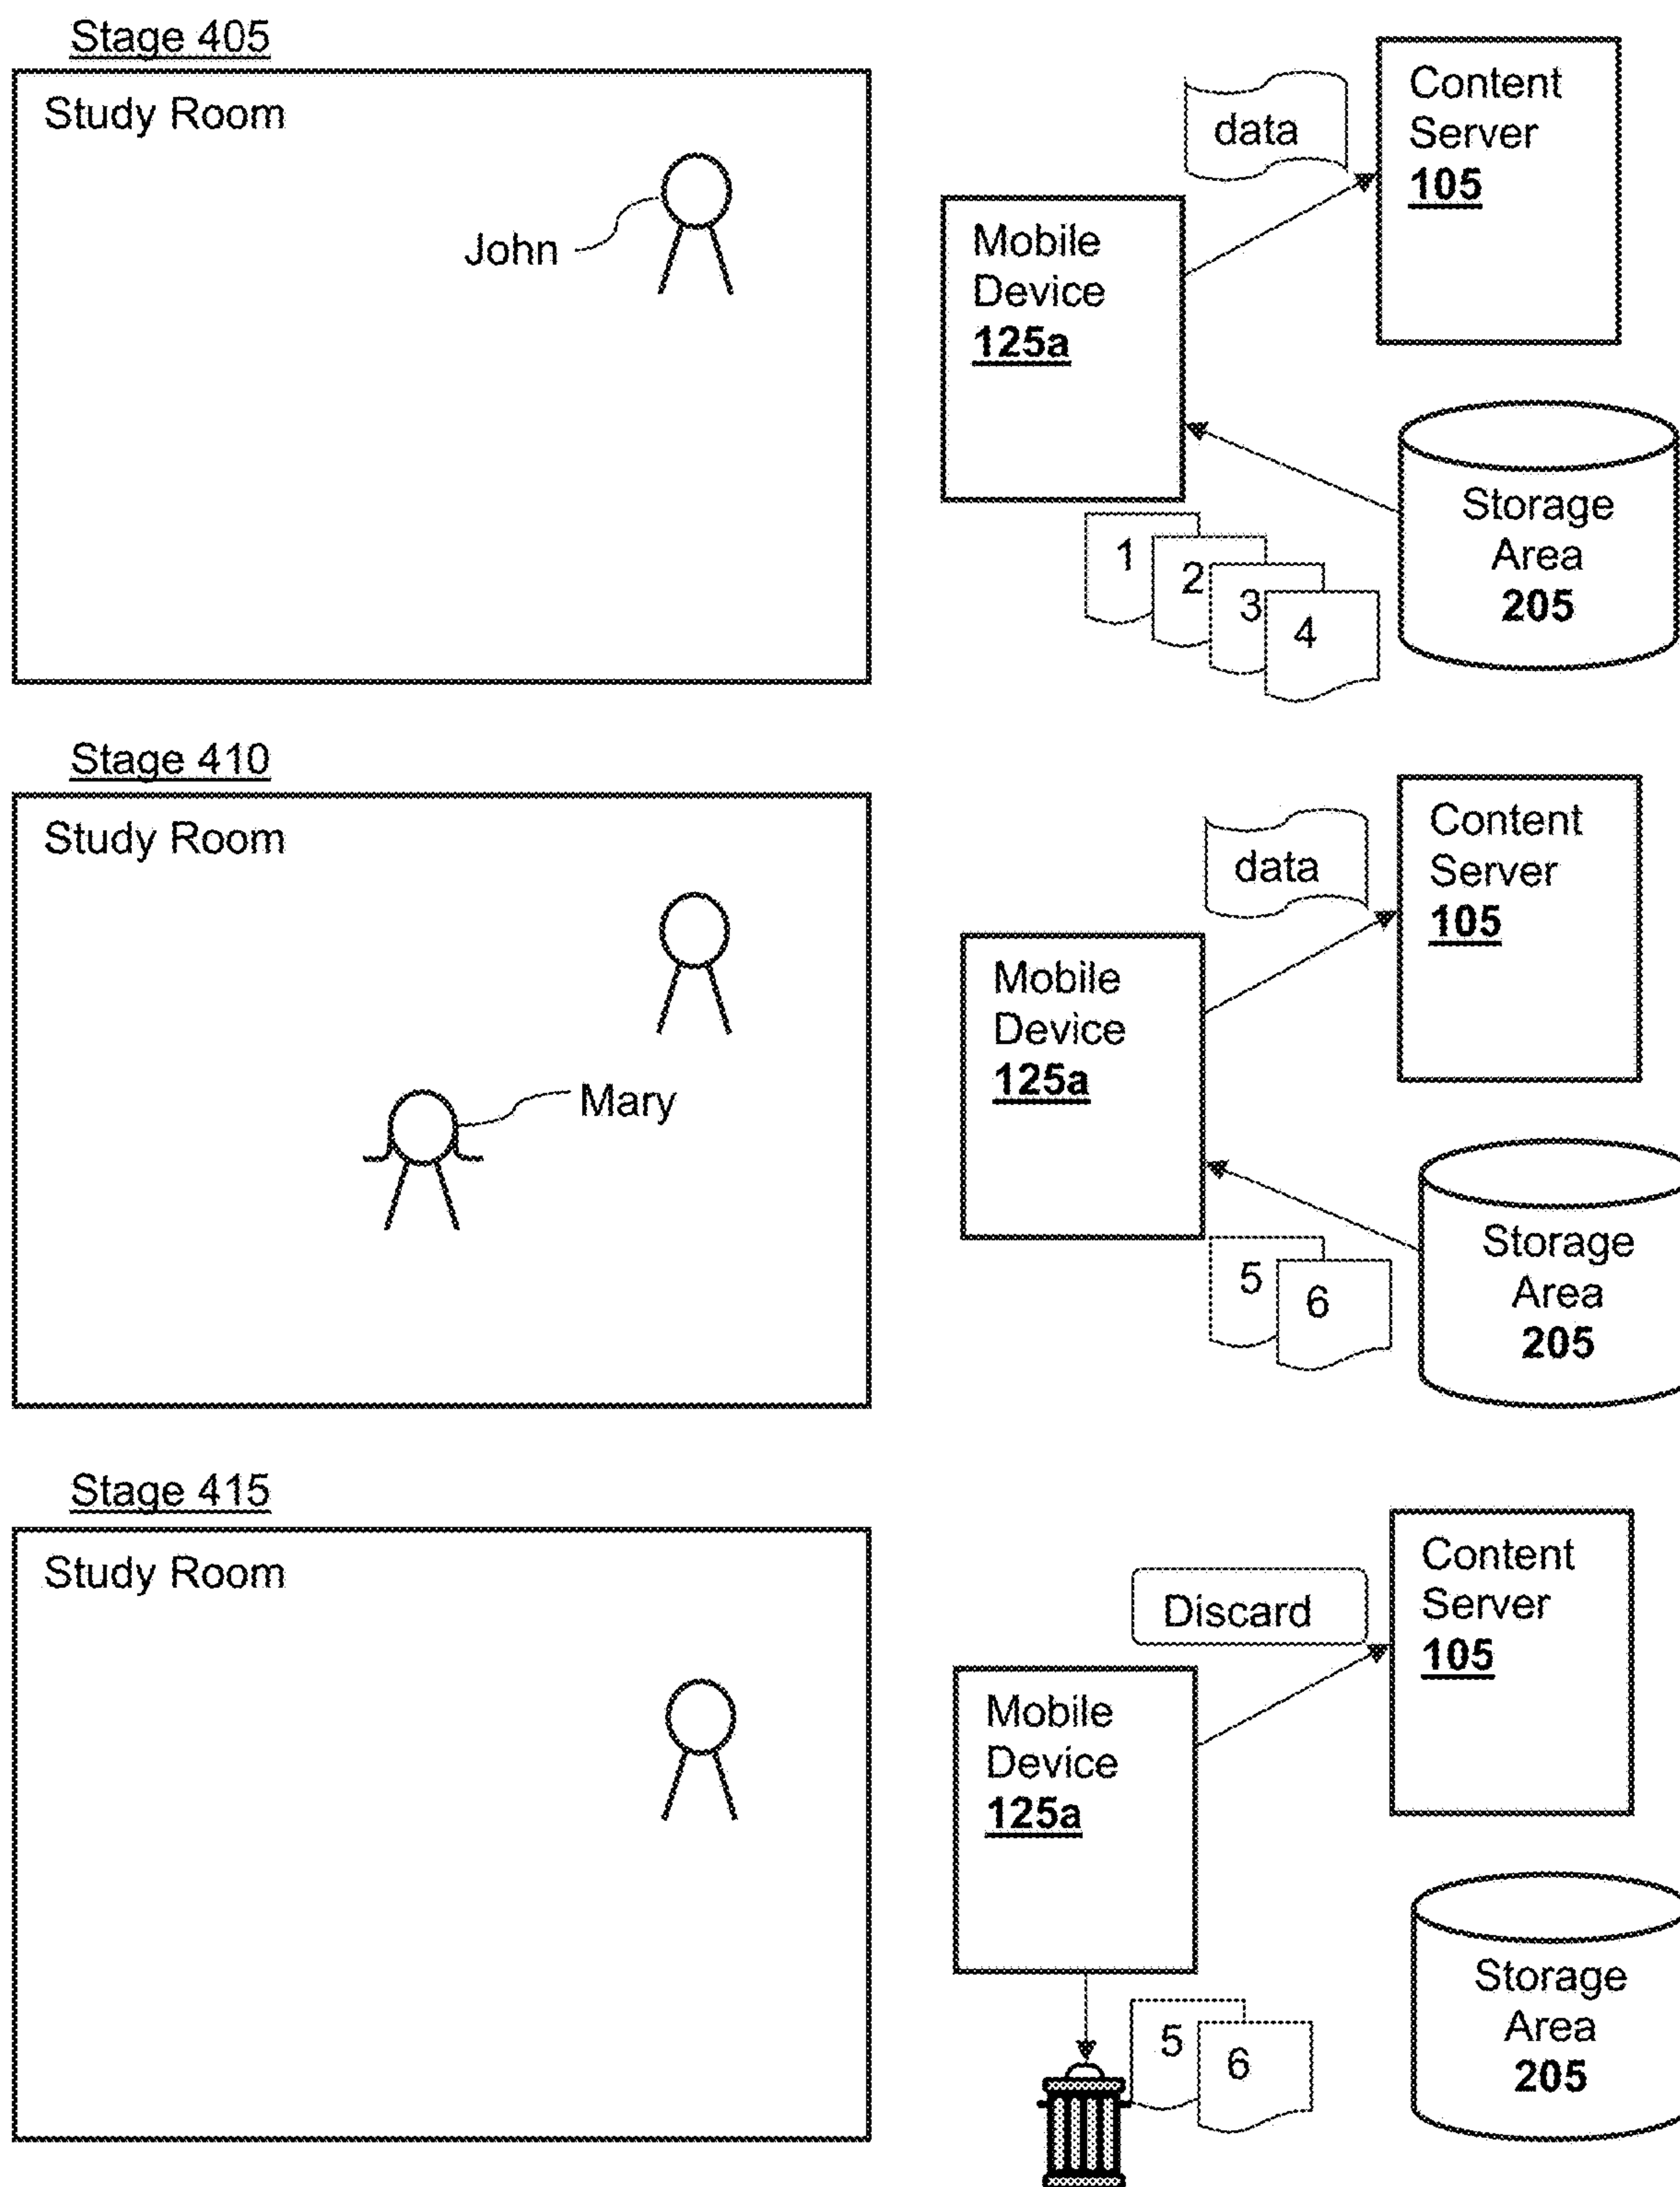 Stage 405
Study Room
John
data
Content
Server
105
Mobile
Device
125a
1
2
3
4
Storage
Area
205
Stage 410
Study Room
Mary
data
Content
Server
105
Mobile
Device
125a
5
6
Storage
Area
205
Stage 415
Study Room
Discard
Content
Server
105
Mobile
Device
125a
5
6
Storage
Area
205